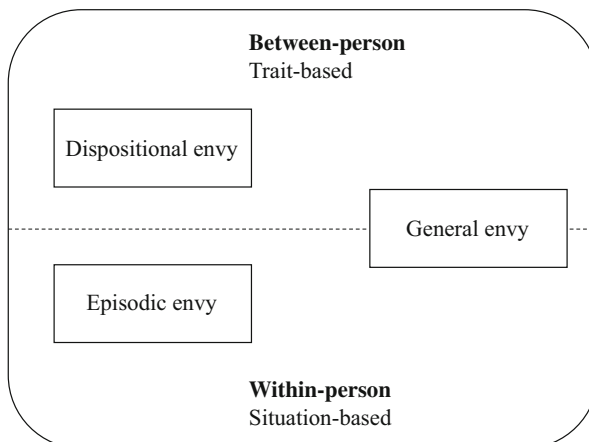 Between-person
Trait-based
Dispositional envy
General envy
Episodic envy
Within-person
Situation-based